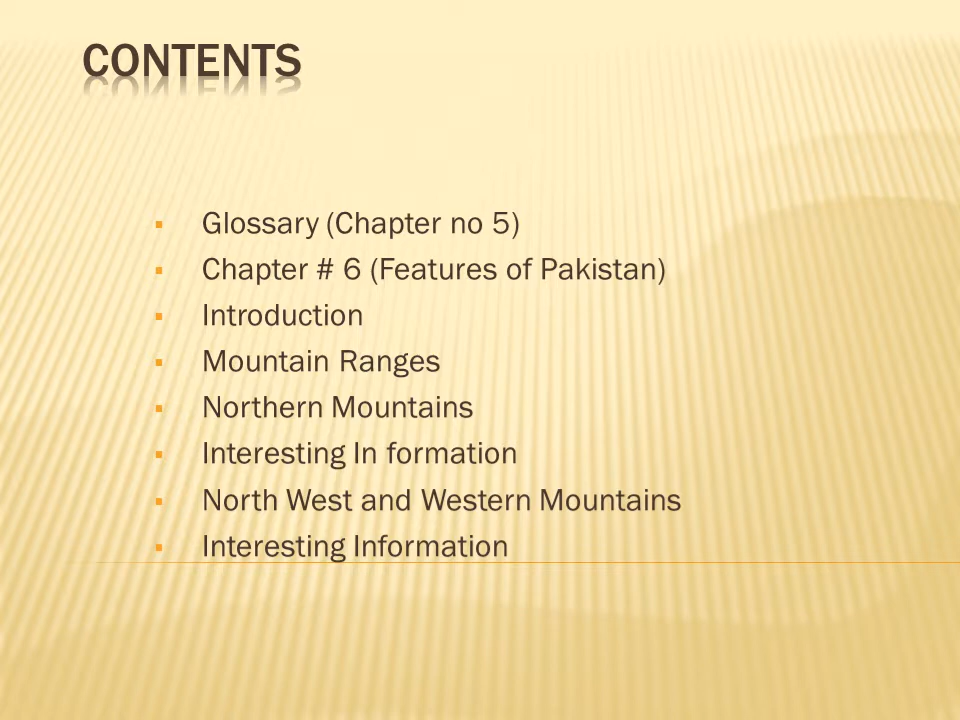 CONTENTS
▪ Glossary (Chapter no 5)
▪ Chapter # 6 (Features of Pakistan)
▪ Introduction
▪ Mountain Ranges
▪ Northern Mountains
▪ Interesting In formation
▪ North West and Western Mountains
▪ Interesting Information